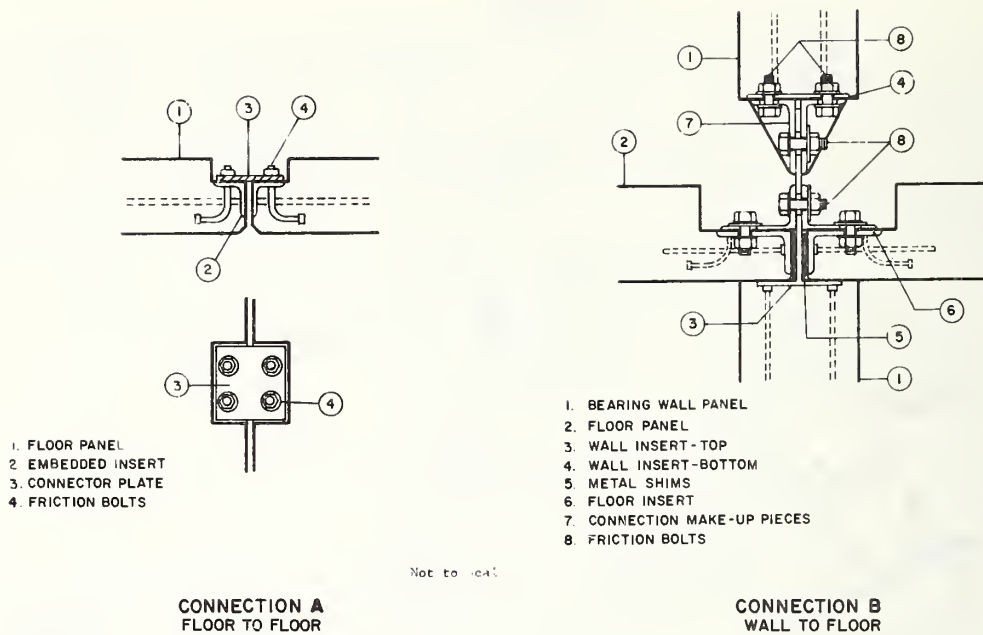 1
3
4
2
3
4
1. FLOOR PANEL
2 EMBEDDED INSERT
3. CONNECTOR PLATE
4. FRICTION BOLTS
CONNECTION A
FLOOR TO FLOOR
Not to
8
1
4
7
2
8
3
6
5
1
1. BEARING WALL PANEL
2. FLOOR PANEL
3. WALL INSERT-TOP
4. WALL INSERT-BOTTOM
5. METAL SHIMS
6. FLOOR INSERT
7. CONNECTION MAKE-UP PIECES
8. FRICTION BOLTS
CONNECTION B
WALL TO FLOOR